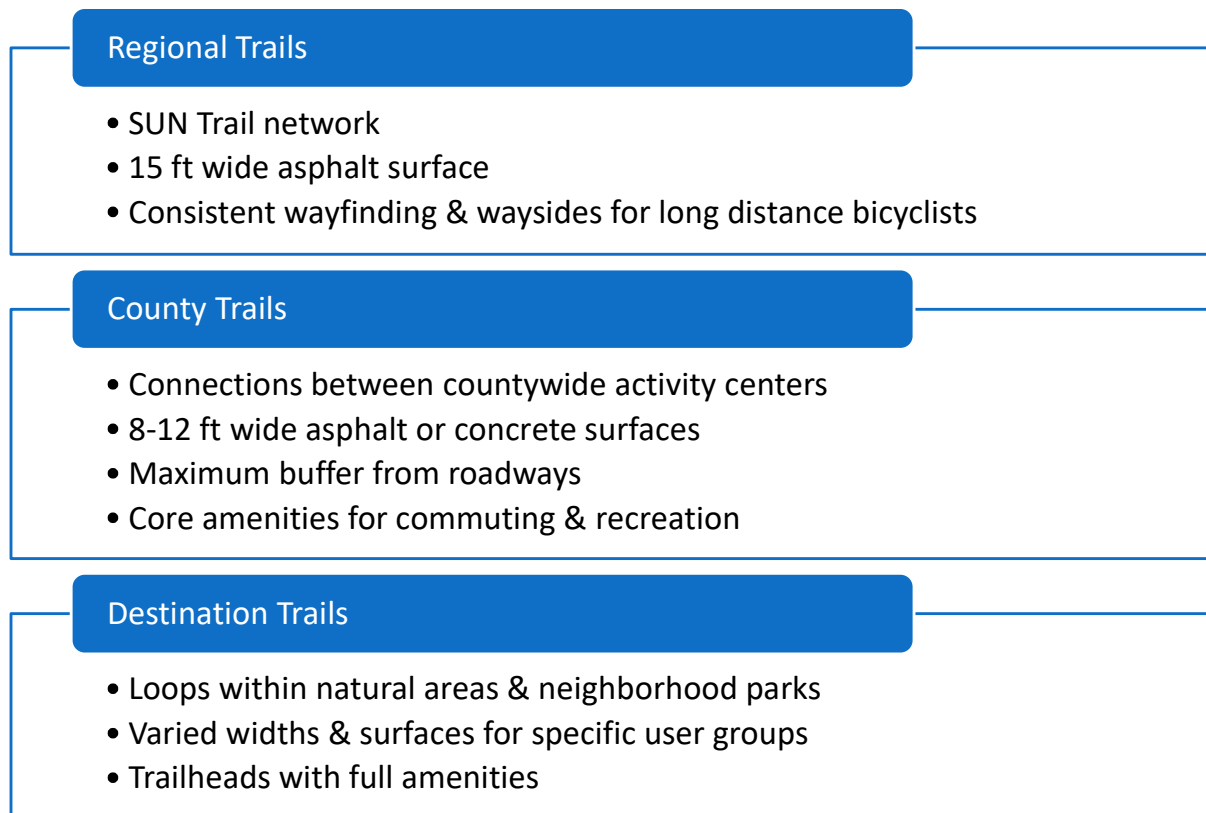 Regional Trails
• SUN Trail network
• 15 ft wide asphalt surface
• Consistent wayfinding & waysides for long distance bicyclists
County Trails
• Connections between countywide activity centers
• 8-12 ft wide asphalt or concrete surfaces
• Maximum buffer from roadways
• Core amenities for commuting & recreation
Destination Trails
• Loops within natural areas & neighborhood parks
• Varied widths & surfaces for specific user groups
• Trailheads with full amenities